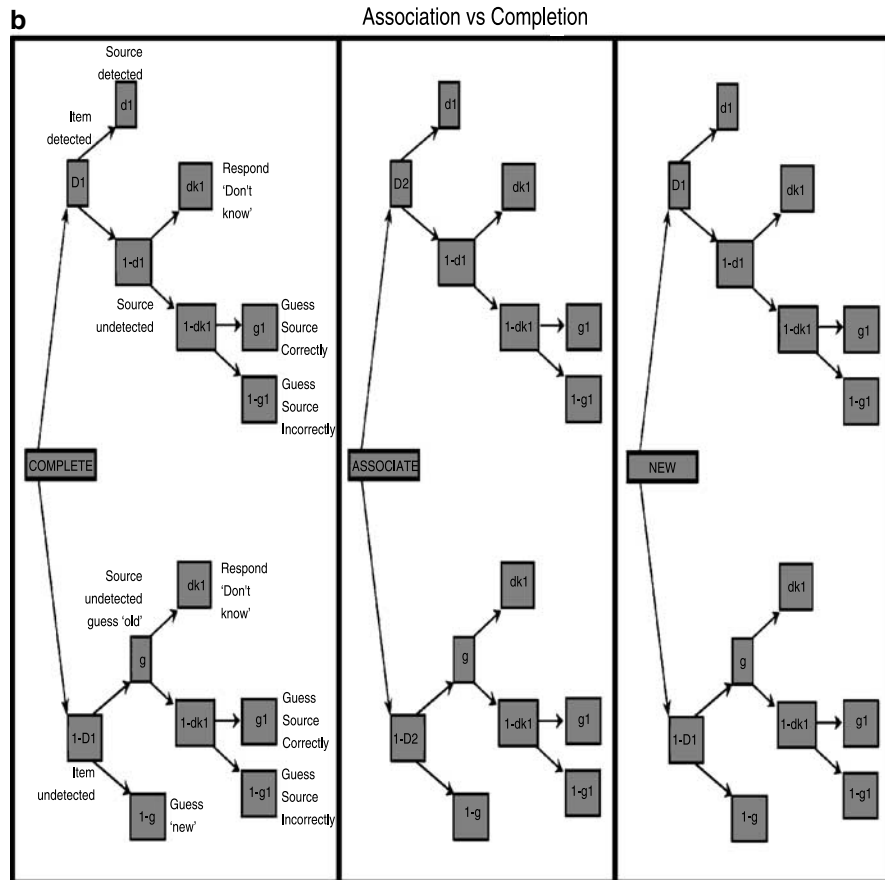 b
Association vs Completion
Source
detected
d1
Item
detected
D1
Respond
'Don't
know'
dk1
1-d1
Source
undetected
1-dk1
g1
Guess
Source
Correctly
1-g1
Guess
Source
Incorrectly
COMPLETE
Source
undetected
guess 'old'
dk1
Respond
'Don't
know'
g
1-D1
1-dk1
g1
Guess
Source
Correctly
Item
undetected
1-g1
Guess
Source
Incorrectly
1-g
Guess
'new'
d1
D2
dk1
1-d1
1-dk1
g1
1-g1
ASSOCIATE
dk1
g
1-D2
1-dk1
g1
1-g1
1-g
d1
D1
dk1
1-d1
1-dk1
g1
1-g1
NEW
dk1
g
1-D1
1-dk1
g1
1-g1
1-g